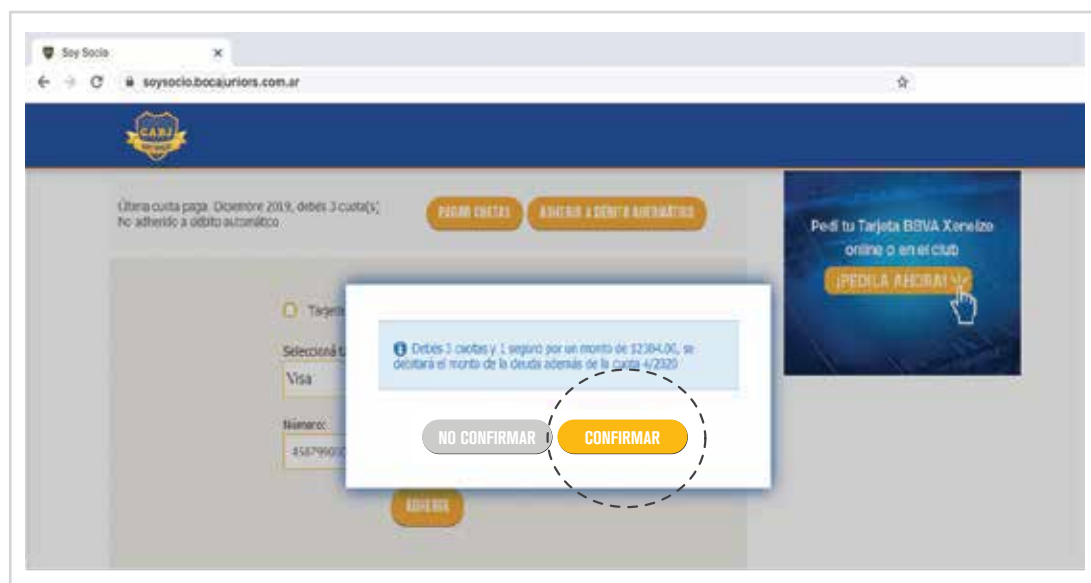 Soy Socio
soysocio.bocajuniors.com.ar
CABJ
Última cuota paga: Diciembre 2019, debés 3 cuota(s)
No adherido a débito automático
PAGAR CUOTAS
ADHERIR A DÉBITO AUTOMÁTICO
Pedí tu Tarjeta BBVA Xeneize
online o en el club
¡PEDILA AHORA!
Tarjeta
Seleccioná t
Visa
Número:
Debés 3 cuotas y 1 seguro por un monto de $2384.00, se
debitará el monto de la deuda además de la cuota 4/2020
NO CONFIRMAR
CONFIRMAR
ADHERIR